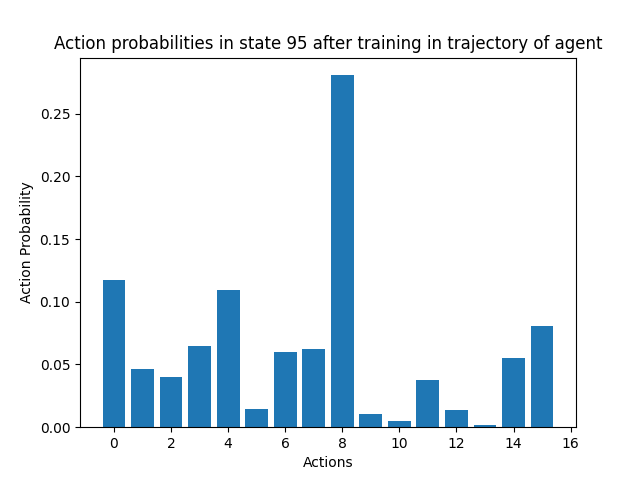 Action probabilities in state 95 after training in trajectory of agent
0.25
0.20
0.15
0.10
0.05
0.00
Action Probability
0 2 4 6 8 10 12 14 16
Actions